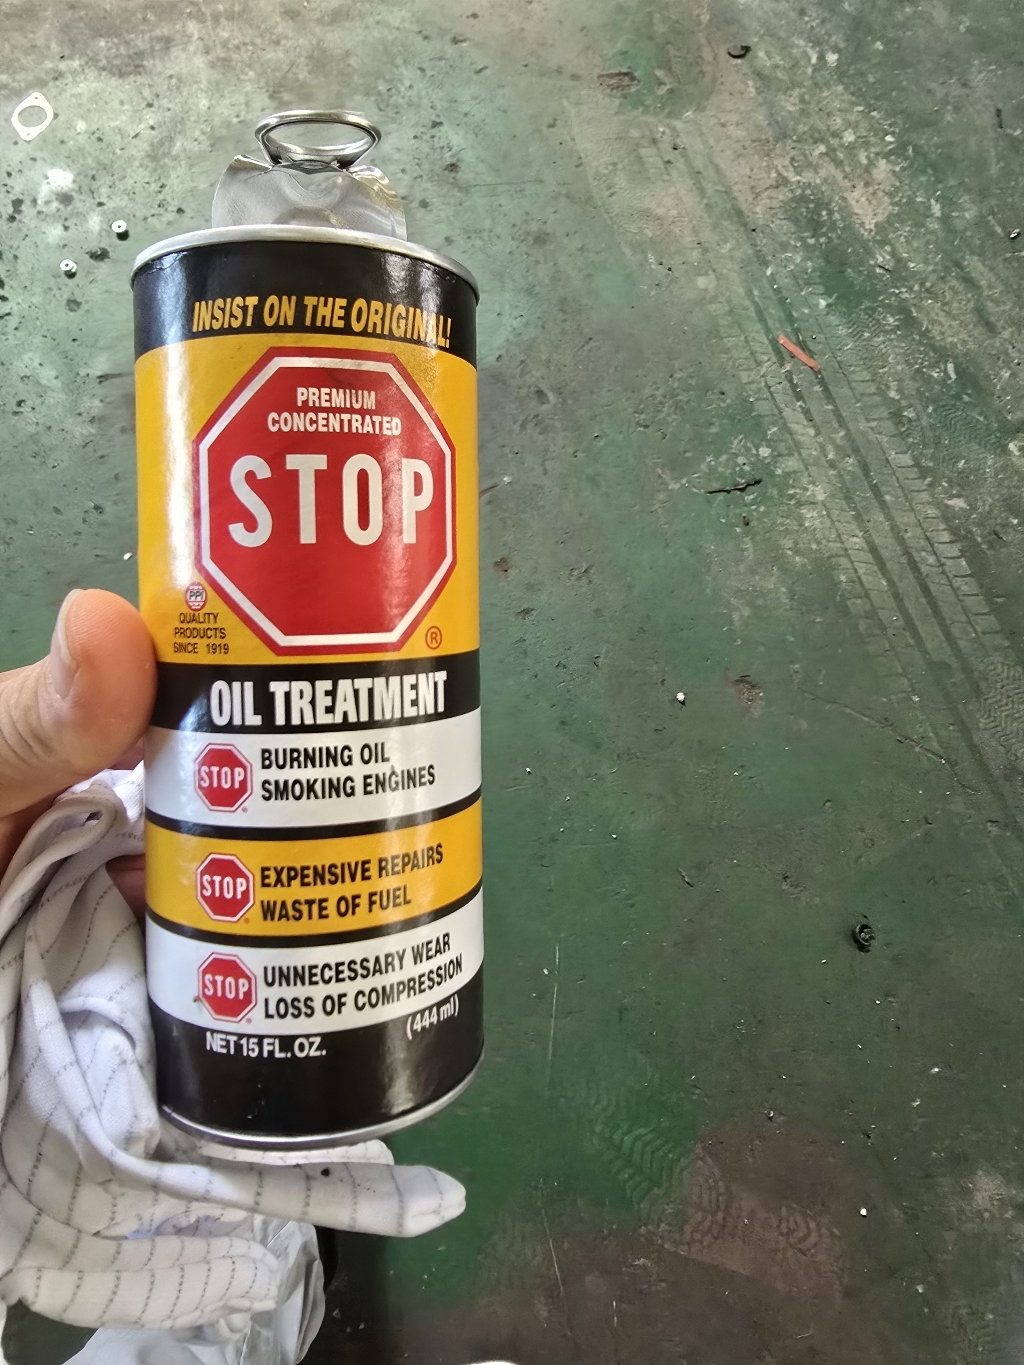 INSIST ON THE ORIGINAL!
PREMIUM
CONCENTRATED
STOP
®
PPI
QUALITY
PRODUCTS
SINCE 1919
OIL TREATMENT
STOP
BURNING OIL
SMOKING ENGINES
STOP
EXPENSIVE REPAIRS
WASTE OF FUEL
STOP
UNNECESSARY WEAR
LOSS OF COMPRESSION
NET 15 FL. OZ.
(444 ml)